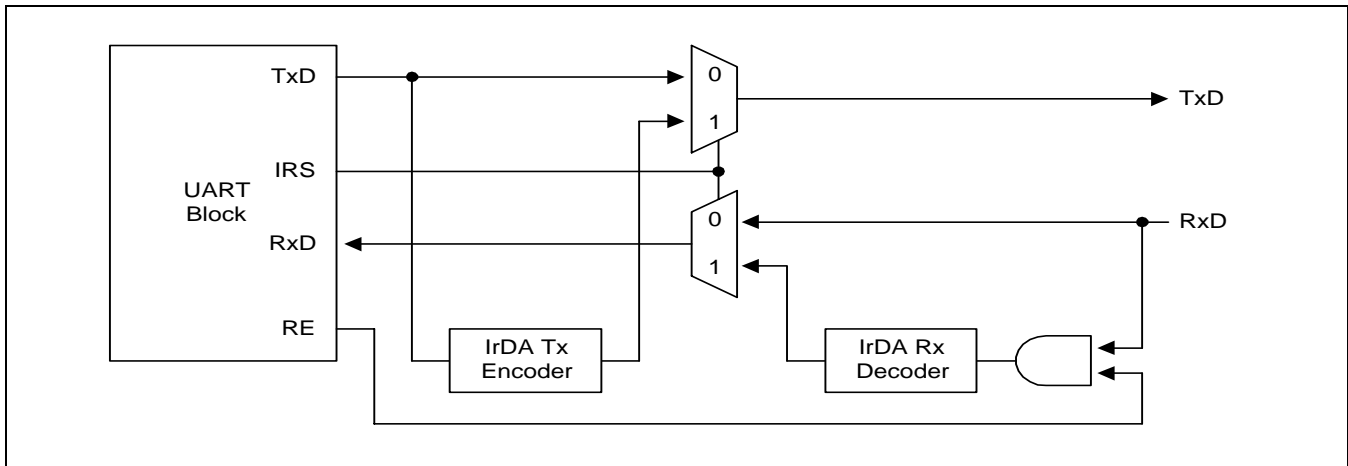 TxD
0
TxD
1
IRS
UART
Block
0
RxD
RxD
1
RE
IrDA Tx
Encoder
IrDA Rx
Decoder